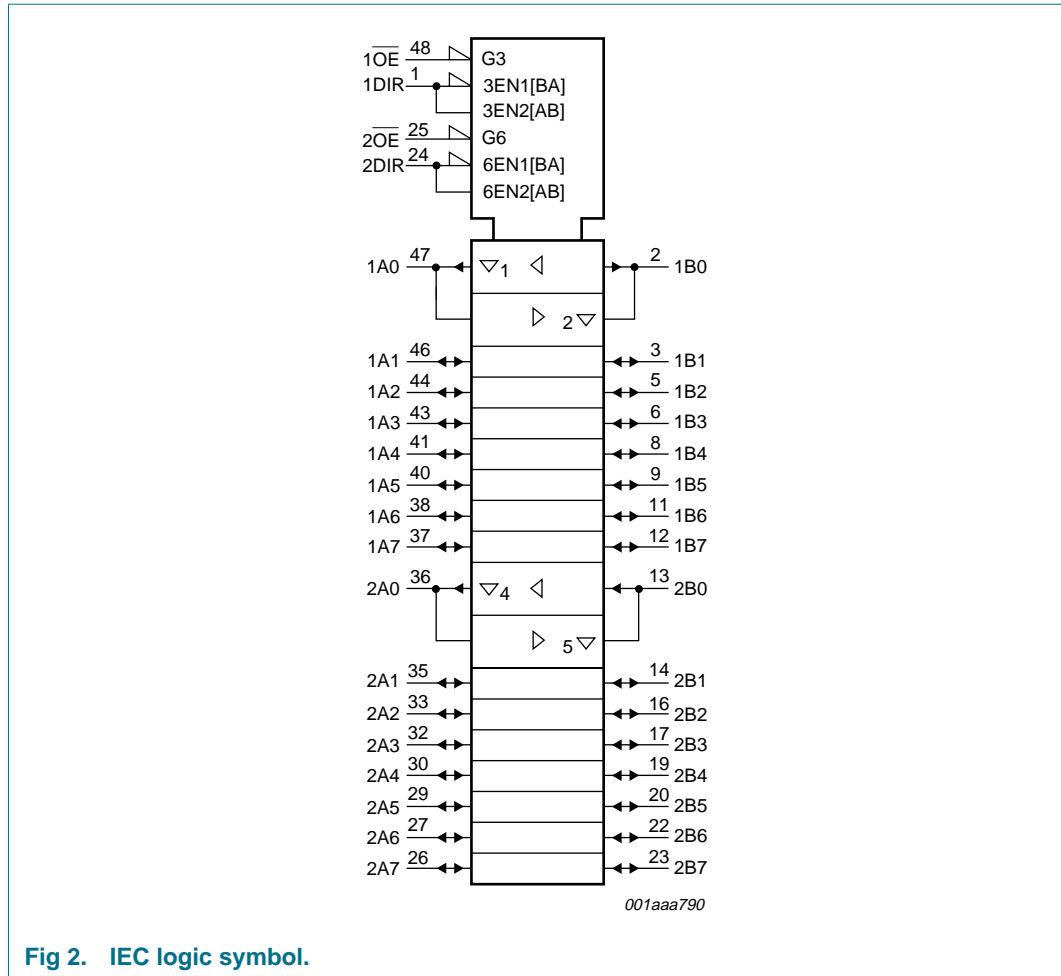 1O̅E̅ 48 G3
1DIR 1 3EN1[BA]
3EN2[AB]
2O̅E̅ 25 G6
2DIR 24 6EN1[BA]
6EN2[AB]
1A0 47 1 2 1B0
2
1A1 46 3 1B1
1A2 44 5 1B2
1A3 43 6 1B3
1A4 41 8 1B4
1A5 40 9 1B5
1A6 38 11 1B6
1A7 37 12 1B7
2A0 36 4 13 2B0
5
2A1 35 14 2B1
2A2 33 16 2B2
2A3 32 17 2B3
2A4 30 19 2B4
2A5 29 20 2B5
2A6 27 22 2B6
2A7 26 23 2B7
001aaa790
Fig 2. IEC logic symbol.